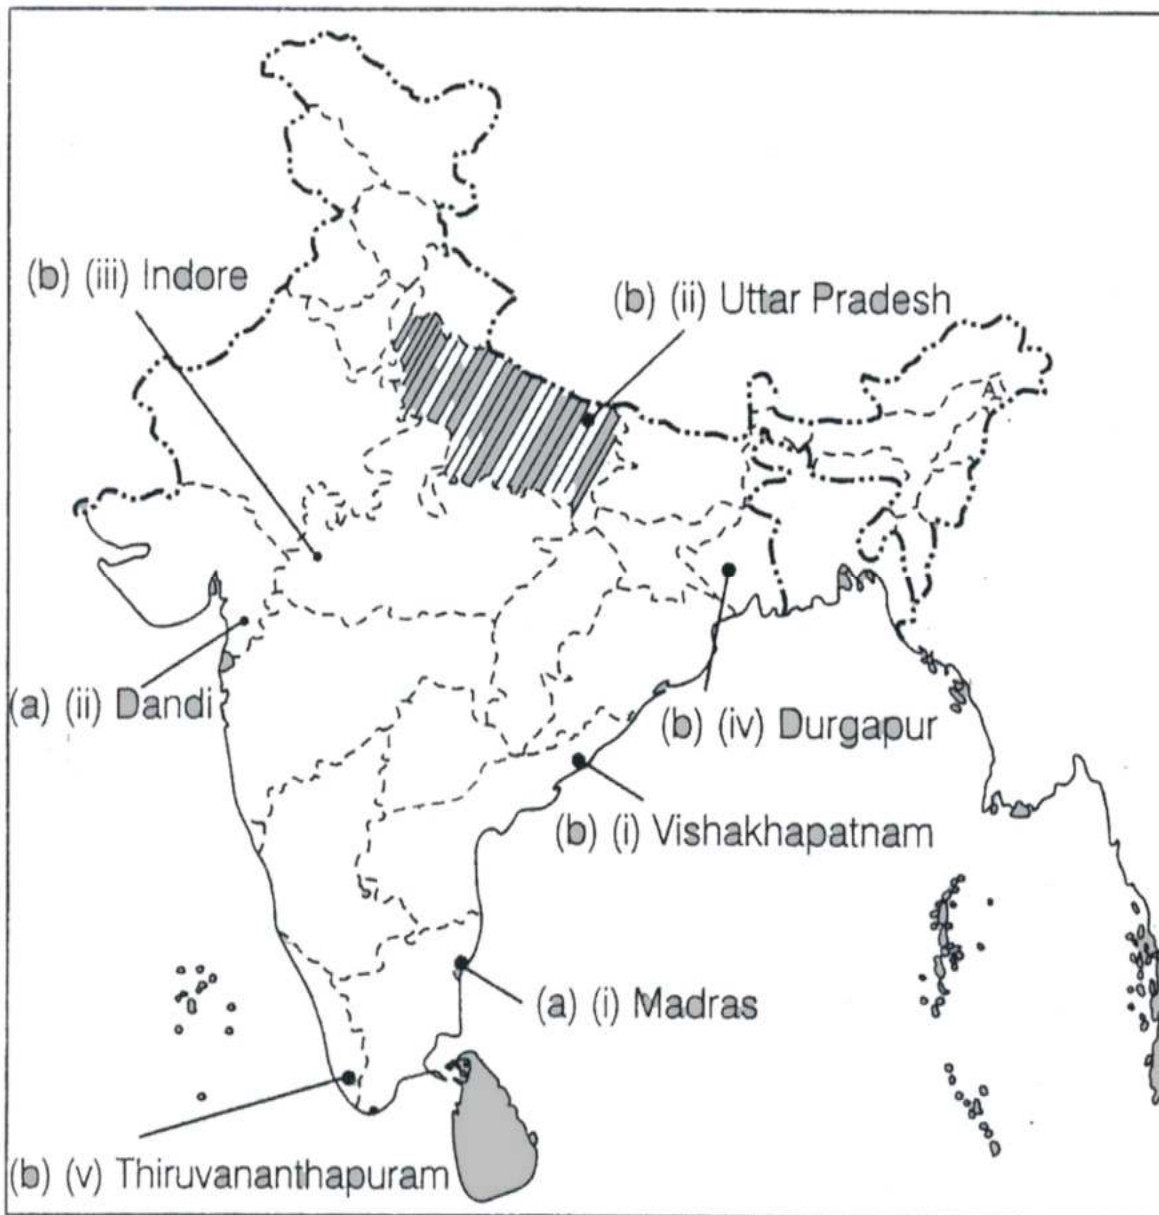 (b) (iii) Indore
(b) (ii) Uttar Pradesh
A
(a) (ii) Dandi
(b) (iv) Durgapur
(b) (i) Vishakhapatnam
(a) (i) Madras
(b) (v) Thiruvananthapuram